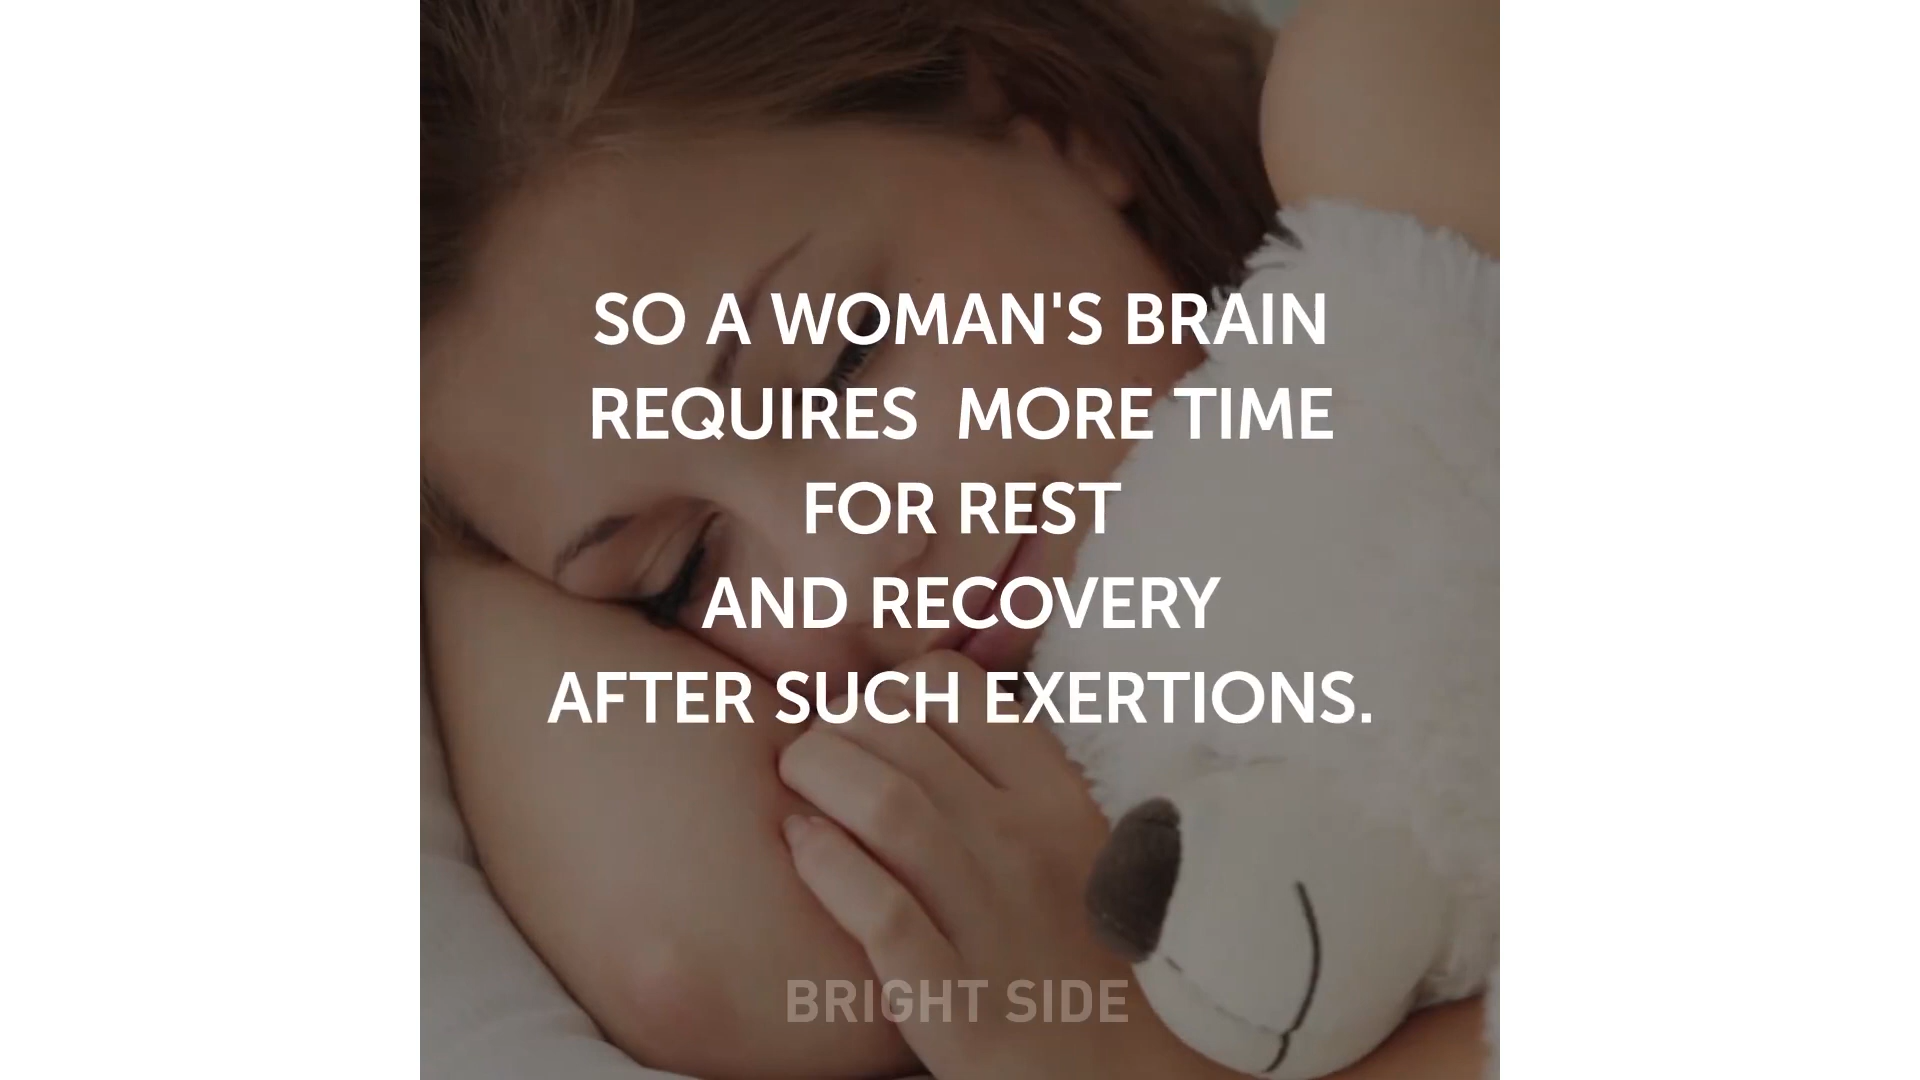 SO A WOMAN'S BRAIN
REQUIRES  MORE TIME
FOR REST
AND RECOVERY
AFTER SUCH EXERTIONS.
BRIGHT SIDE